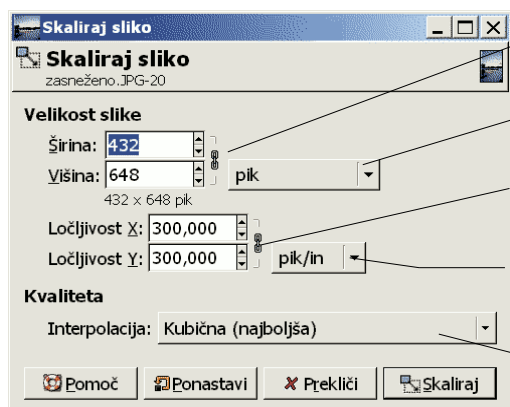 Skaliraj sliko
Skaliraj sliko
zasneženo.JPG-20
Velikost slike
Širina: 432
Višina: 648 pik
432 × 648 pik
Ločljivost X: 300,000
Ločljivost Y: 300,000 pik/in
Kvaliteta
Interpolacija: Kubična (najboljša)
Pomoč Ponastavi Prekliči Skaliraj